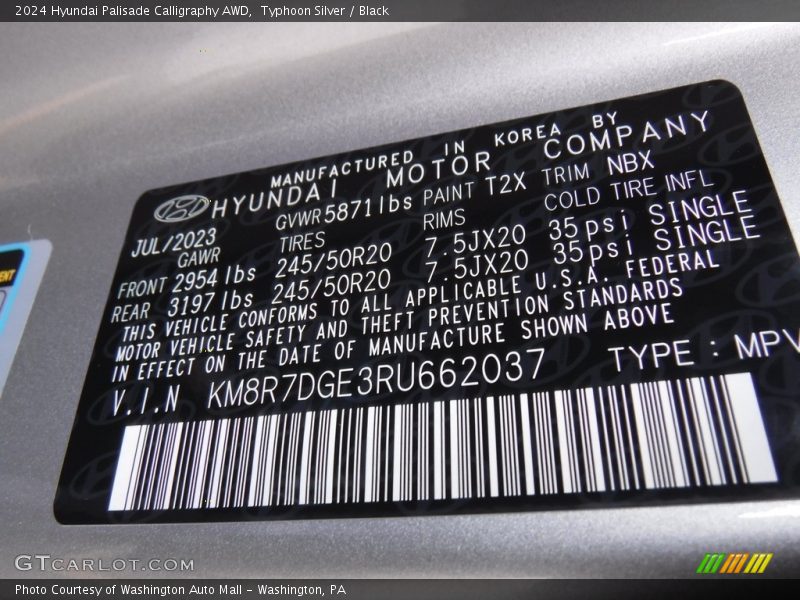 2024 Hyundai Palisade Calligraphy AWD,  Typhoon Silver / Black
MANUFACTURED IN KOREA BY
HYUNDAI MOTOR COMPANY
JUL/2023 GVWR 5871lbs PAINT T2X TRIM NBX
GAWR TIRES RIMS COLD TIRE INFL
FRONT 2954 lbs 245/50R20 7.5JX20 35psi SINGLE
REAR 3197 lbs 245/50R20 7.5JX20 35psi SINGLE
THIS VEHICLE CONFORMS TO ALL APPLICABLE U.S.A. FEDERAL
MOTOR VEHICLE SAFETY AND THEFT PREVENTION STANDARDS
IN EFFECT ON THE DATE OF MANUFACTURE SHOWN ABOVE
V.I.N KM8R7DGE3RU662037 TYPE : MPV
GTCARLOT.COM
Photo Courtesy of Washington Auto Mall - Washington, PA